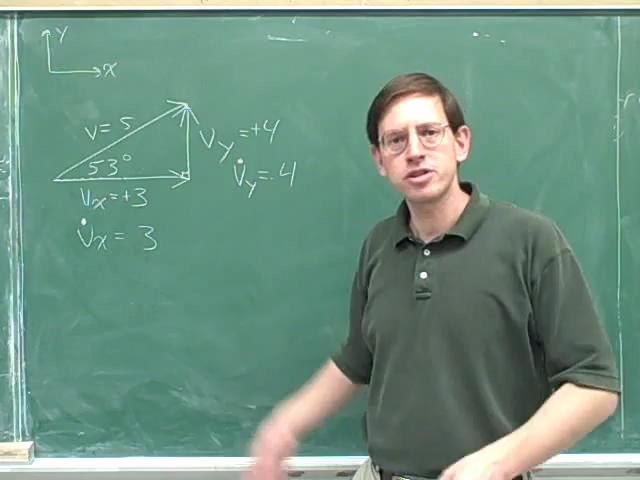 Y
x
v = 5
53°
Vy = +4
V̇y = 4
Vx = +3
V̇x = 3